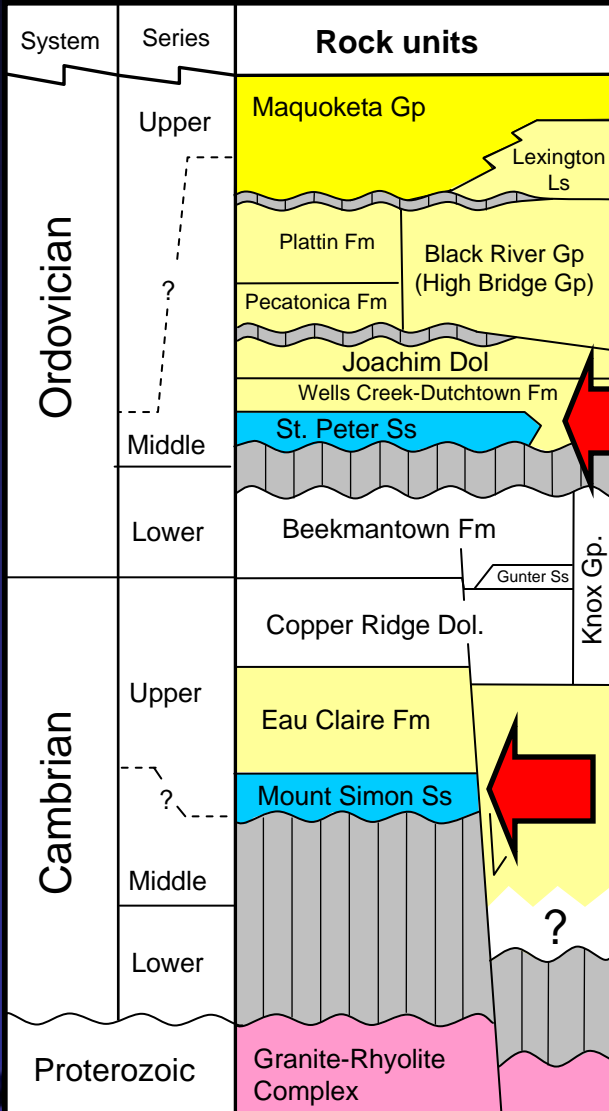 System
Series
Rock units
Ordovician
Upper
?
Middle
Lower
Maquoketa Gp
Lexington
Ls
Plattin Fm
Pecatonica Fm
Black River Gp
(High Bridge Gp)
Joachim Dol
Wells Creek-Dutchtown Fm
St. Peter Ss
Beekmantown Fm
Gunter Ss
Knox Gp.
Copper Ridge Dol.
Cambrian
Upper
?
Middle
Lower
Eau Claire Fm
Mount Simon Ss
?
Proterozoic
Granite-Rhyolite
Complex